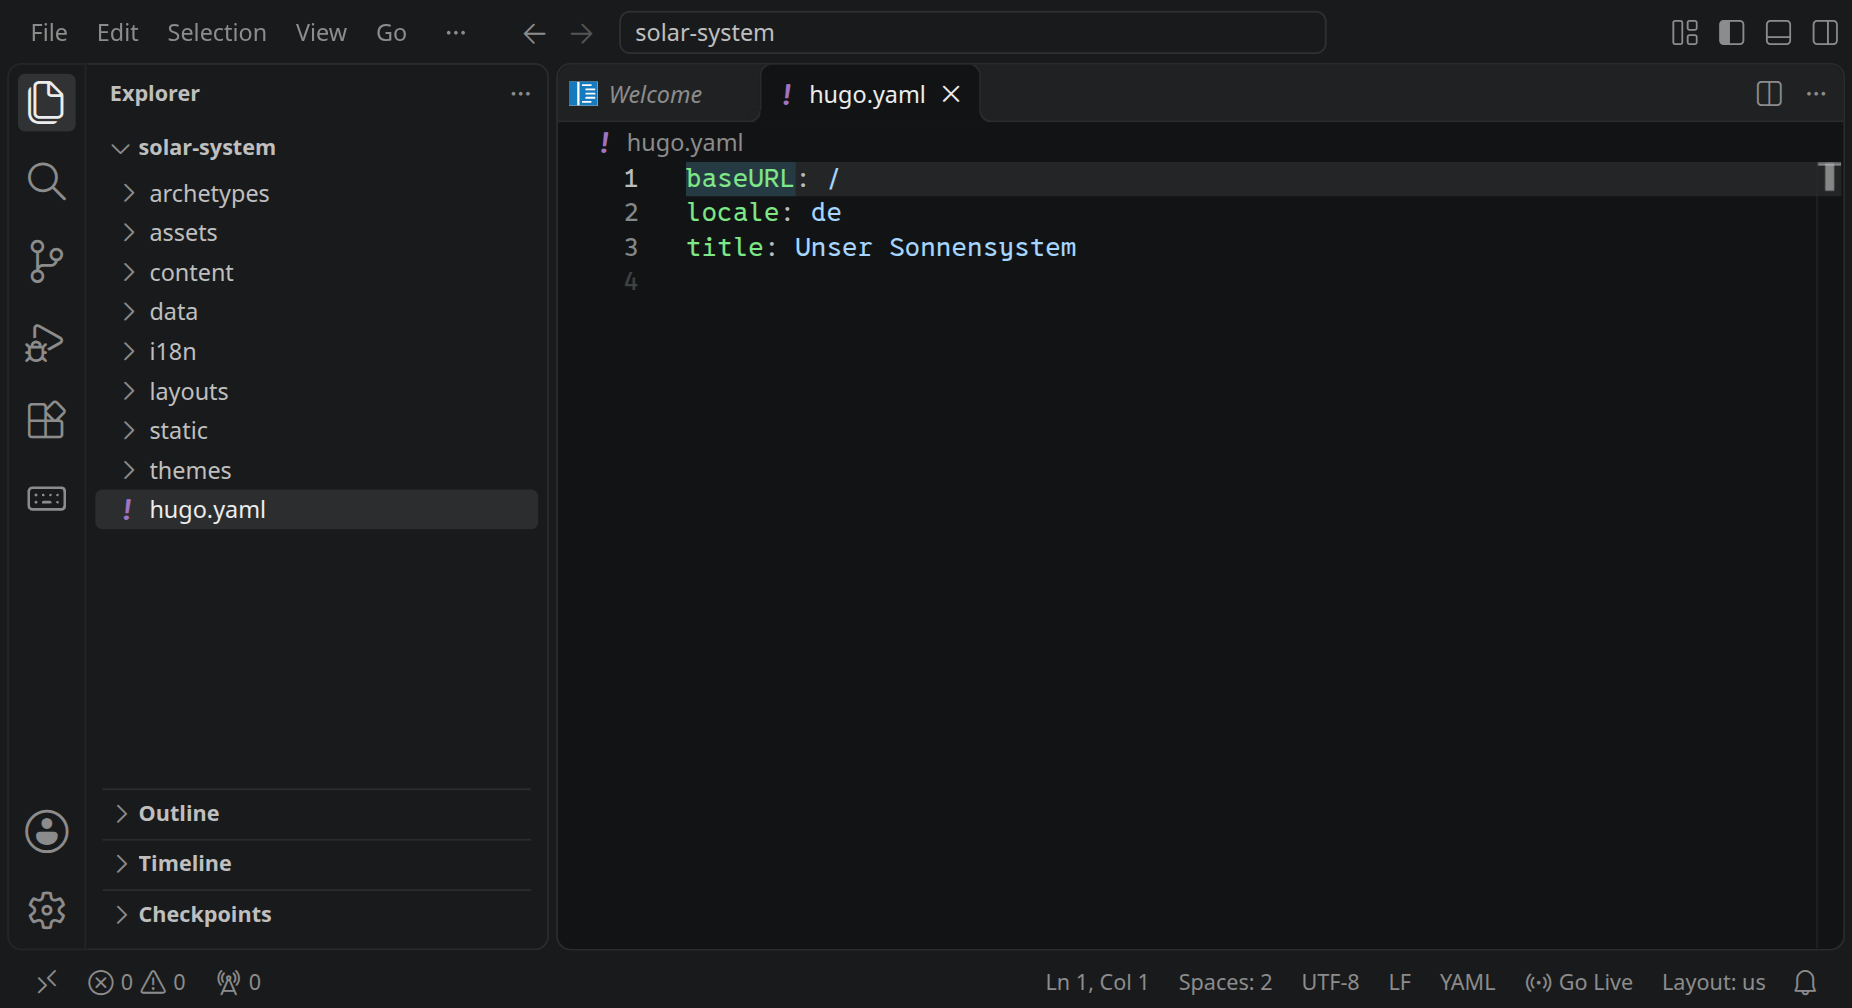 File Edit Selection View Go ···
solar-system
Explorer
···
solar-system
archetypes
assets
content
data
i18n
layouts
static
themes
! hugo.yaml
Outline
Timeline
Checkpoints
Welcome
! hugo.yaml
···
! hugo.yaml
1 baseURL: /
2 locale: de
3 title: Unser Sonnensystem
4
0 0 0
Ln 1, Col 1 Spaces: 2 UTF-8 LF YAML Go Live Layout: us